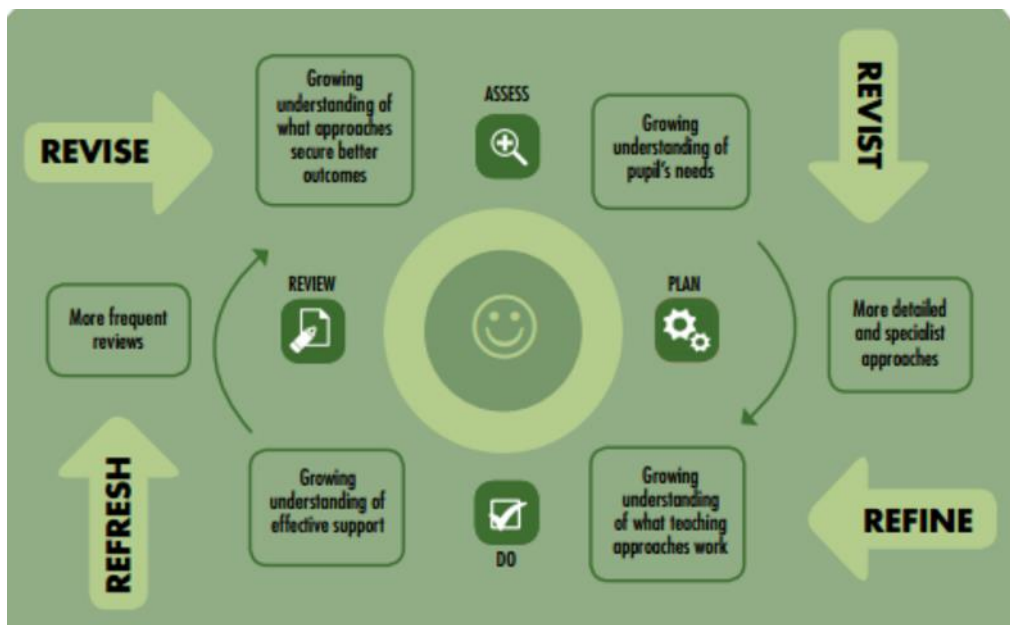 REVISE
Growing
understanding of
what approaches
secure better
outcomes
ASSESS
Growing
understanding of
pupil's needs
REVIST
More frequent
reviews
REVIEW
PLAN
More detailed
and specialist
approaches
REFRESH
Growing
understanding of
effective support
DO
Growing
understanding
of what teaching
approaches work
REFINE